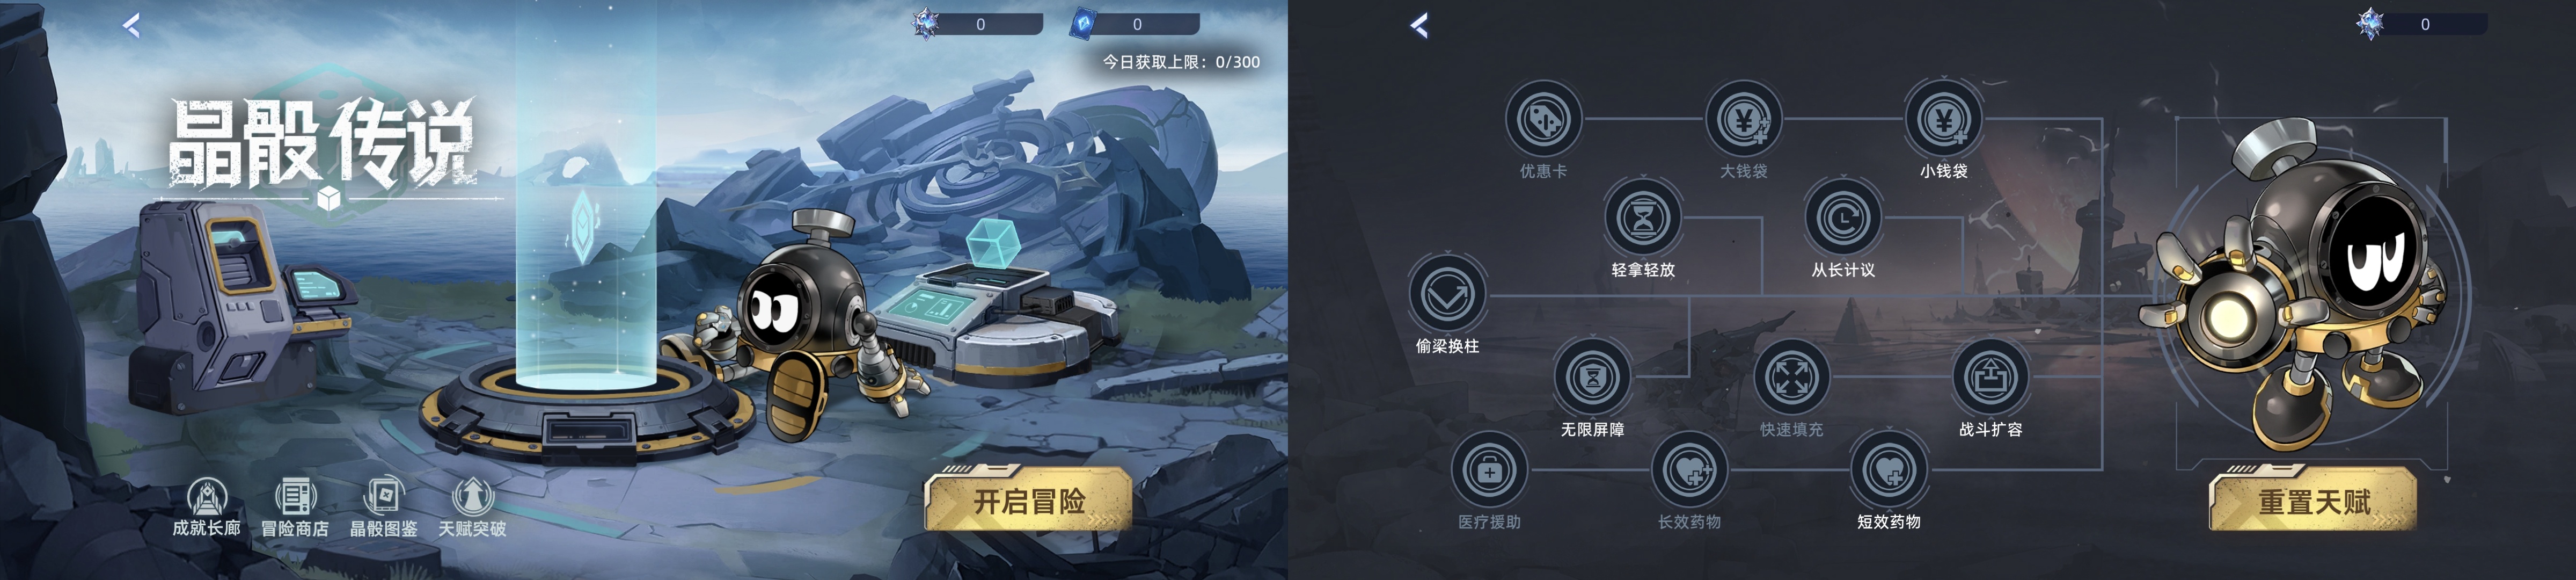 0
0
今日获取上限：0/300
晶骰传说
成就长廊
冒险商店
晶骰图鉴
天赋突破
开启冒险
0
优惠卡
大钱袋
小钱袋
轻拿轻放
从长计议
偷梁换柱
无限屏障
快速填充
战斗扩容
医疗援助
长效药物
短效药物
重置天赋